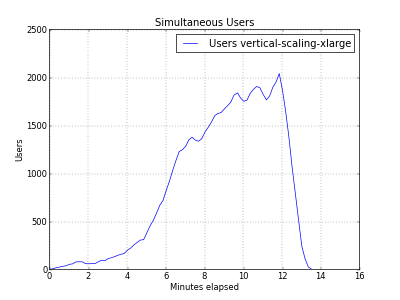 Simultaneous Users
Users vertical-scaling-xlarge
2500
2000
1500
1000
500
0
Users
0 2 4 6 8 10 12 14 16
Minutes elapsed